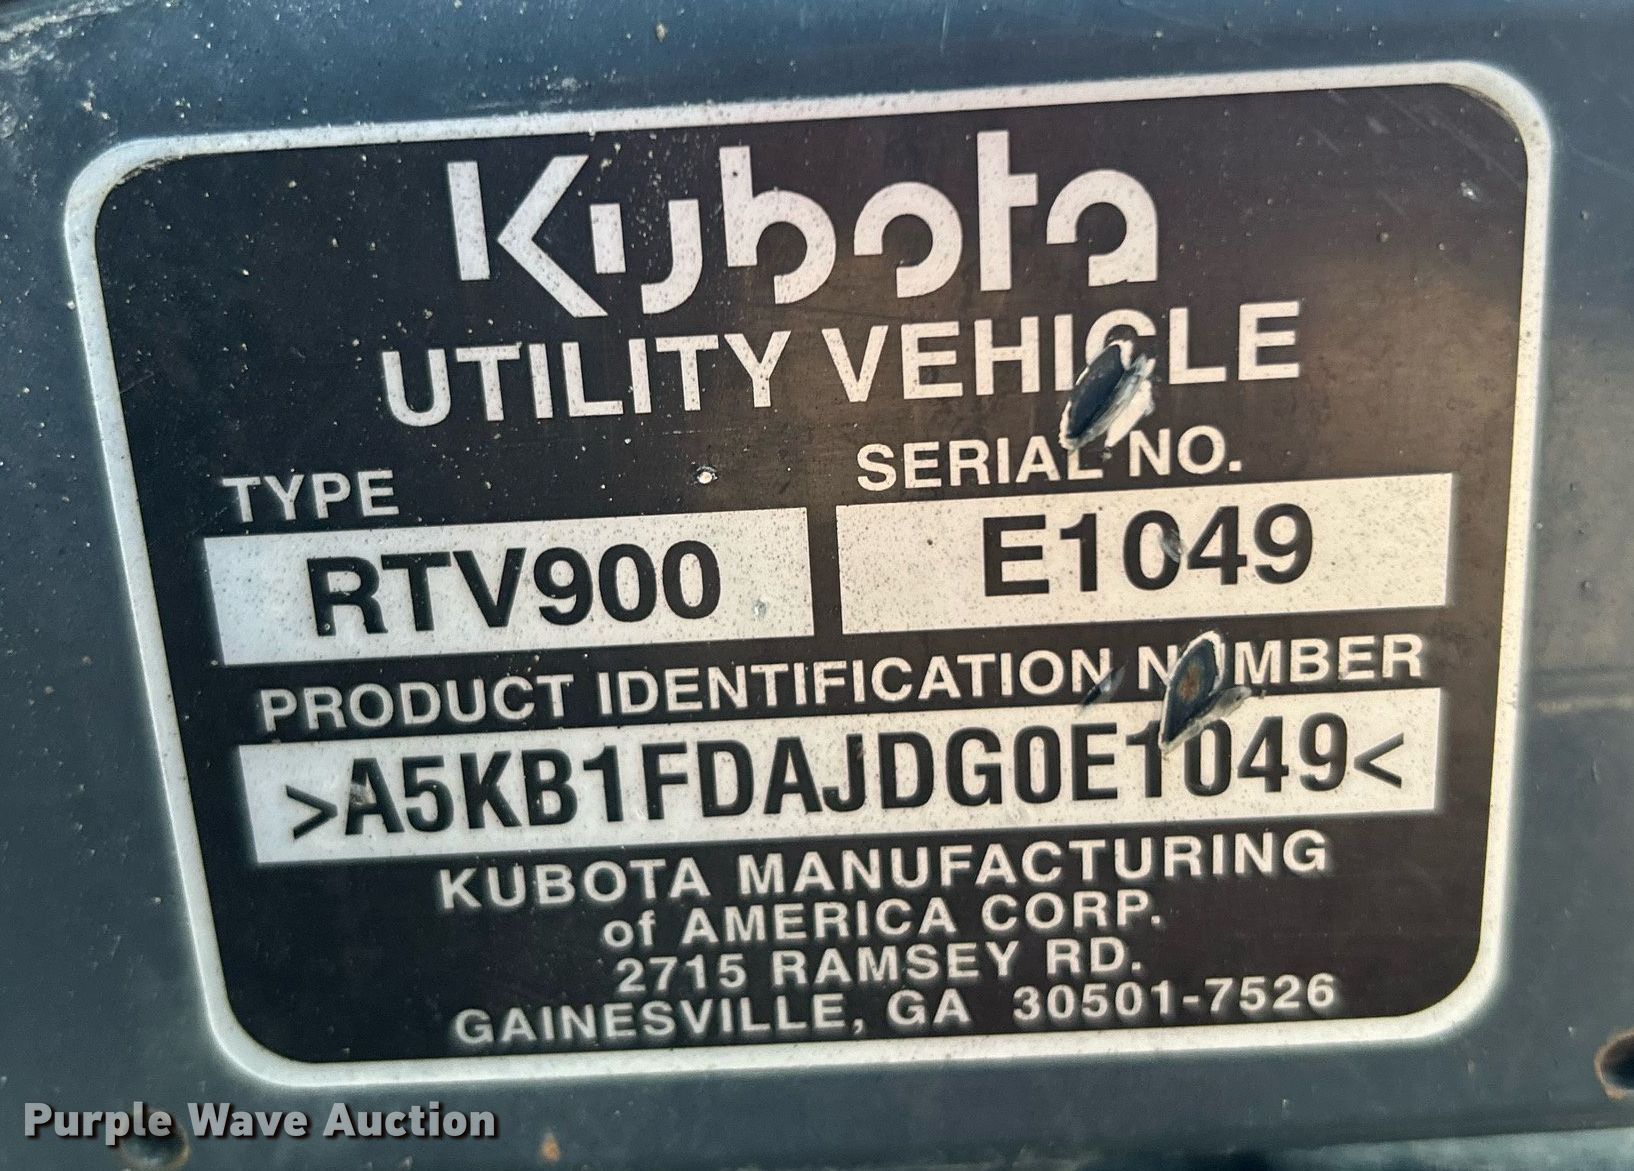 Kubota
UTILITY VEHICLE
TYPE
SERIAL NO.
RTV900
E1049
PRODUCT IDENTIFICATION NUMBER
>A5KB1FDAJDG0E1049<
KUBOTA MANUFACTURING
of AMERICA CORP.
2715 RAMSEY RD.
GAINESVILLE, GA 30501-7526
Purple Wave Auction